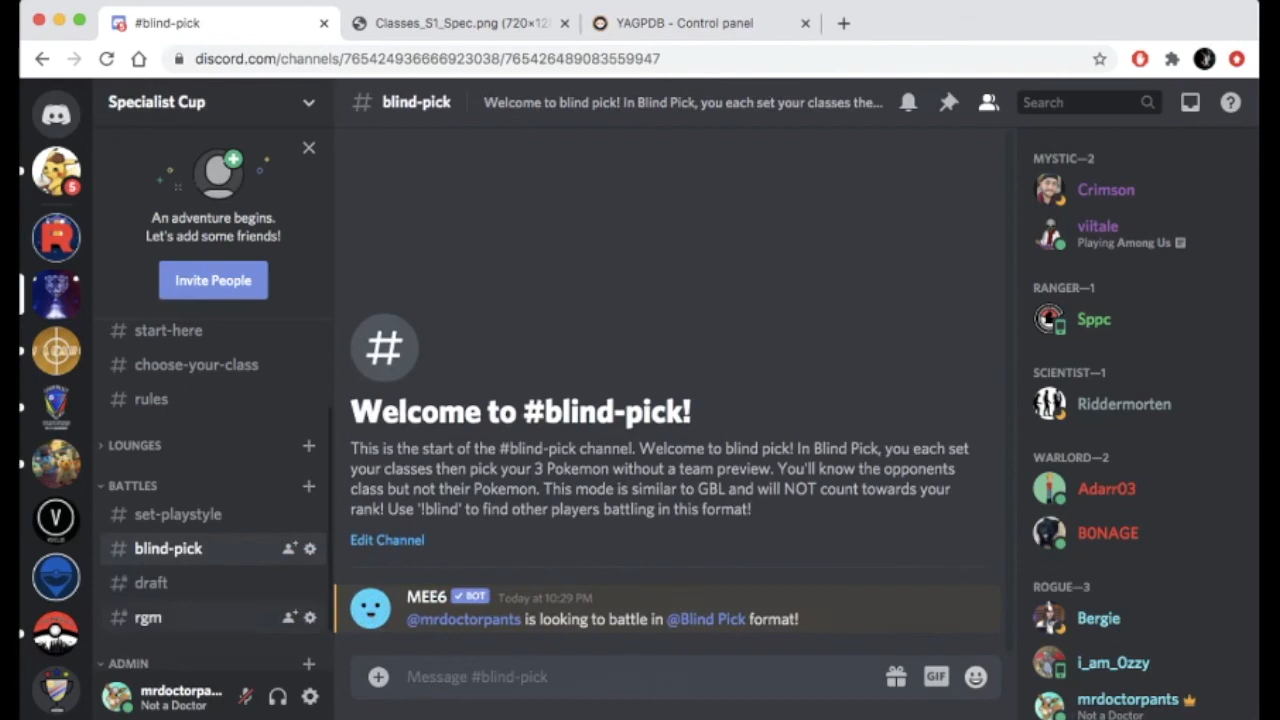 #blind-pick
Classes_S1_Spec.png (720×12
YAGPDB - Control panel
discord.com/channels/765424936666923038/765426489083559947
Specialist Cup
blind-pick
Welcome to blind pick! In Blind Pick, you each set your classes the...
Search
5
An adventure begins.
Let's add some friends!
Invite People
# start-here
# choose-your-class
# rules
LOUNGES
BATTLES
# set-playstyle
# blind-pick
# draft
# rgm
ADMIN
mrdoctorpa...
Not a Doctor
R
V
Welcome to #blind-pick!
This is the start of the #blind-pick channel. Welcome to blind pick! In Blind Pick, you each set
your classes then pick your 3 Pokemon without a team preview. You'll know the opponents
class but not their Pokemon. This mode is similar to GBL and will NOT count towards your
rank! Use '!blind' to find other players battling in this format!
Edit Channel
MEE6 BOT Today at 10:29 PM
@mrdoctorpants is looking to battle in @Blind Pick format!
Message #blind-pick
GIF
MYSTIC—2
Crimson
viltale
Playing Among Us
RANGER—1
Sppc
SCIENTIST—1
Riddermorten
WARLORD—2
Adarr03
B0NAGE
ROGUE—3
Bergie
i_am_0zzy
mrdoctorpants
Not a Doctor